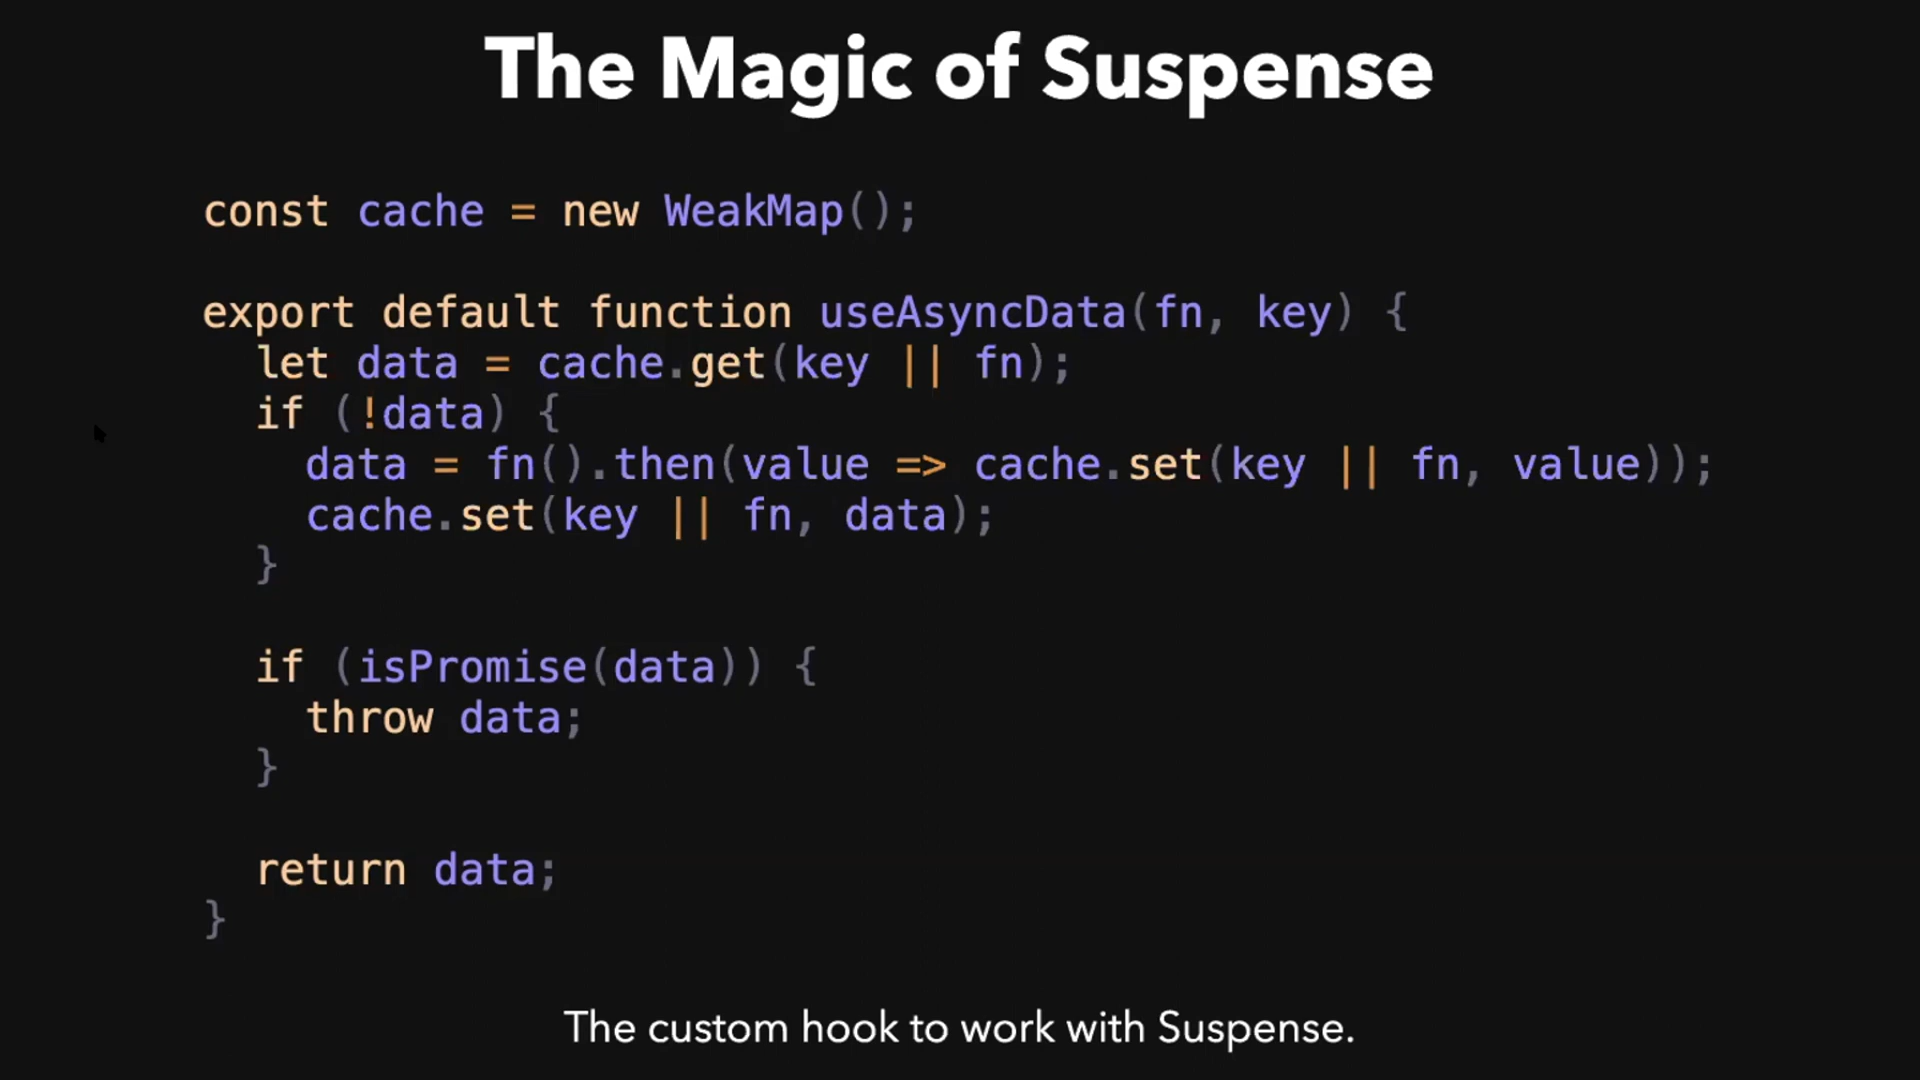 The Magic of Suspense
const cache = new WeakMap();
export default function useAsyncData(fn, key) {
let data = cache.get(key || fn);
if (!data) {
data = fn().then(value => cache.set(key || fn, value));
cache.set(key || fn, data);
}
if (isPromise(data)) {
throw data;
}
return data;
}
The custom hook to work with Suspense.